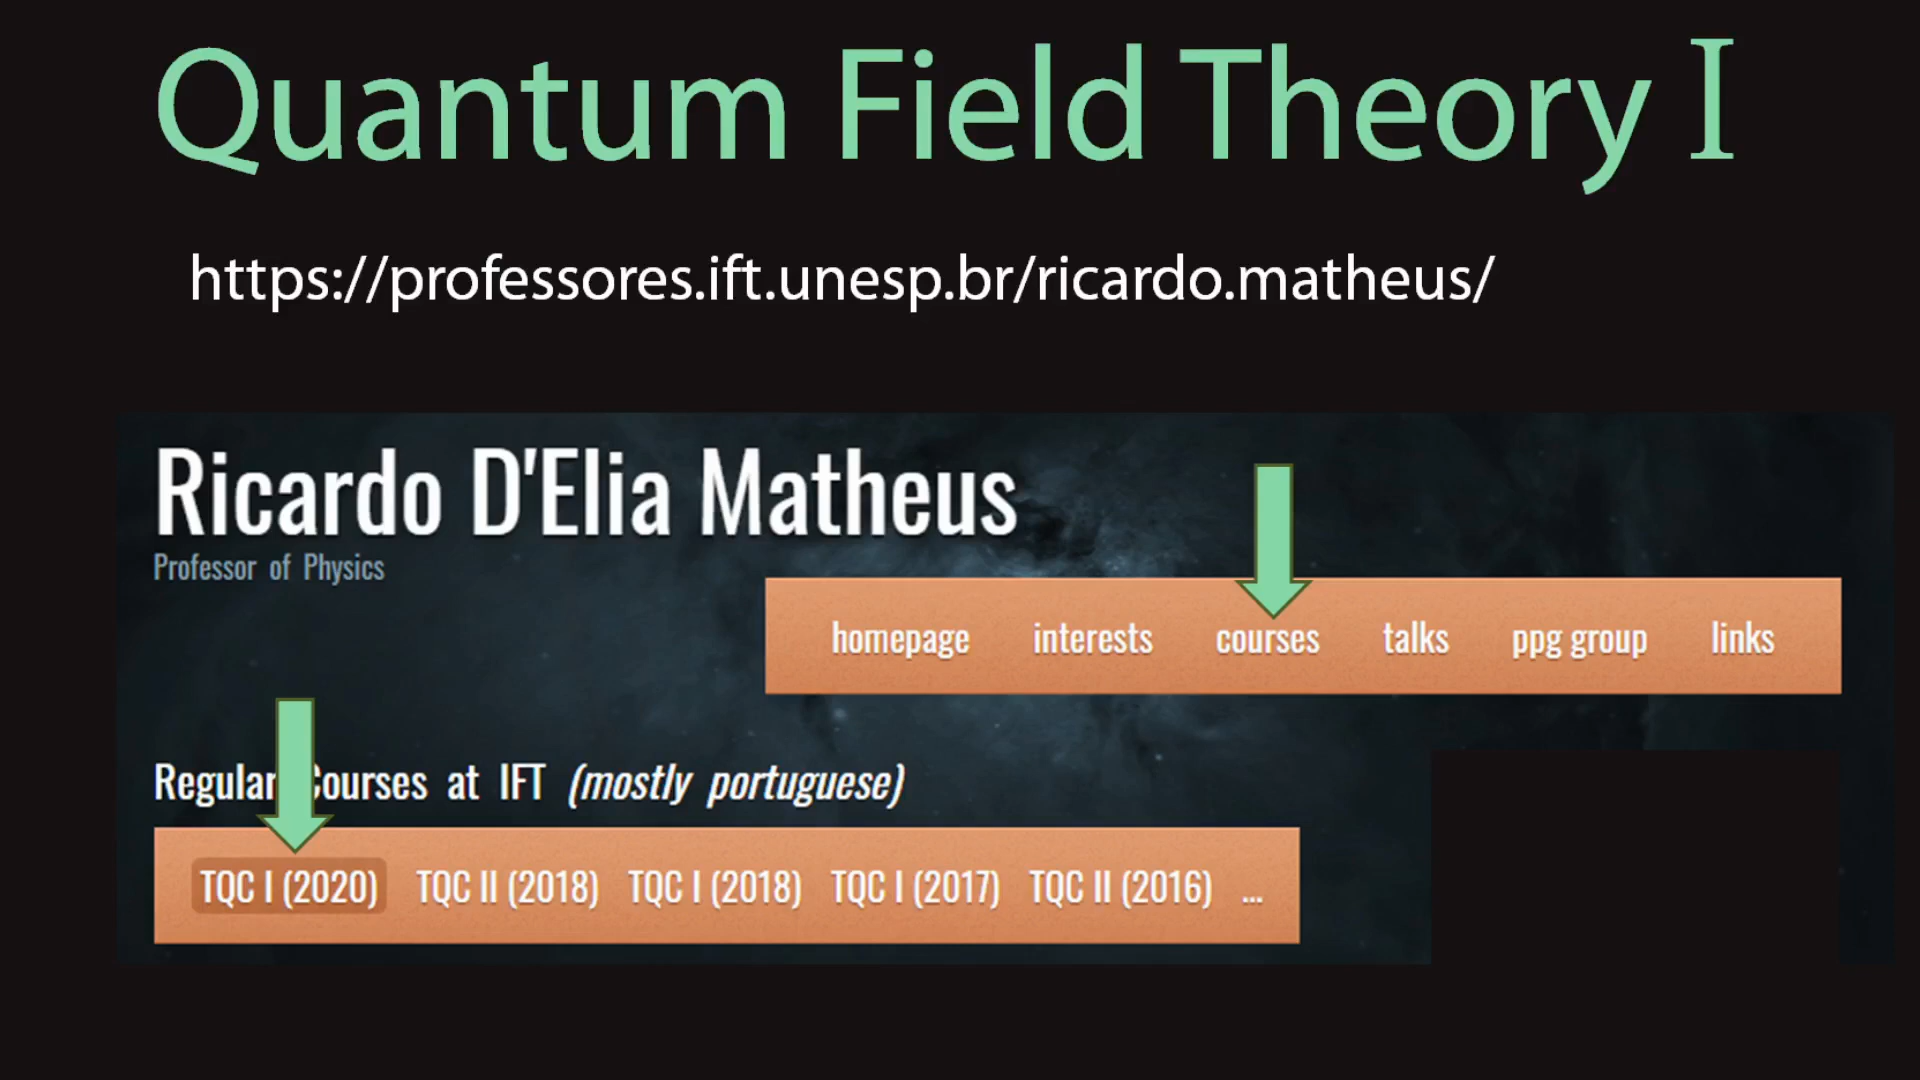 Quantum Field Theory I
https://professores.ift.unesp.br/ricardo.matheus/
Ricardo D'Elia Matheus
Professor of Physics
homepage interests courses talks ppg group links
Regular Courses at IFT (mostly portuguese)
TQC I (2020) TQC II (2018) TQC I (2018) TQC I (2017) TQC II (2016) ...